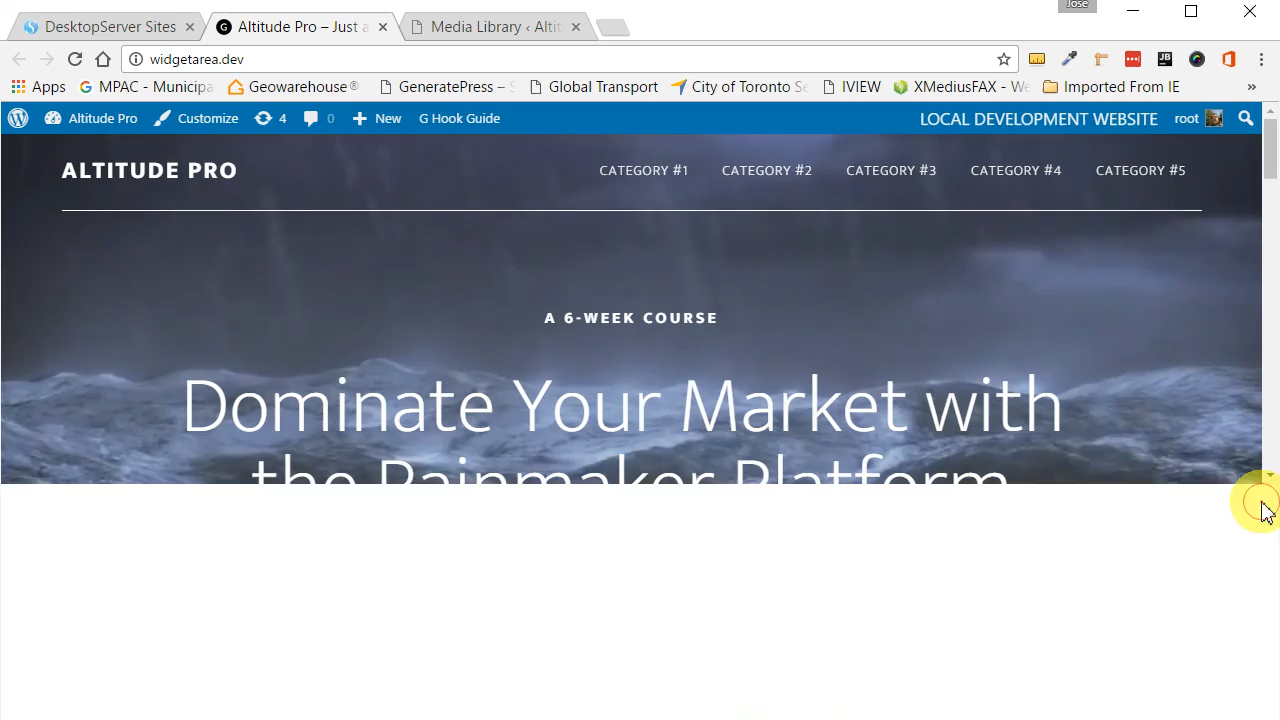 Jose
DesktopServer Sites
Altitude Pro – Just a
Media Library ‹ Altit
widgetarea.dev
Apps
MPAC - Municipa
Geowarehouse®
GeneratePress – S
Global Transport
City of Toronto Se
IVIEW
XMediusFAX - We
Imported From IE
»
Altitude Pro
Customize
4
0
New
G Hook Guide
LOCAL DEVELOPMENT WEBSITE
root
ALTITUDE PRO
CATEGORY #1
CATEGORY #2
CATEGORY #3
CATEGORY #4
CATEGORY #5
A 6-WEEK COURSE
Dominate Your Market with
the Rainmaker Platform